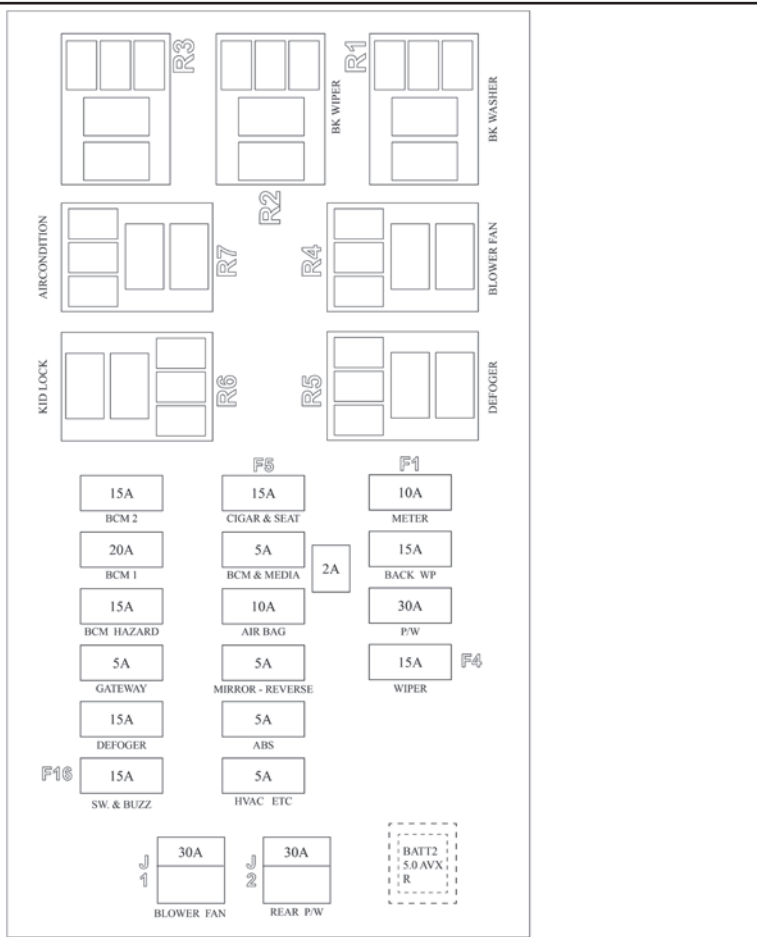 R3
R1
BK WIPER
BK WASHER
R2
AIRCONDITION
R7
R4
BLOWER FAN
KID LOCK
R6
R5
DEFOGER
F5
F1
15A
15A
10A
BCM 2
CIGAR & SEAT
METER
20A
5A
2A
15A
BCM 1
BCM & MEDIA
BACK WP
15A
10A
30A
BCM HAZARD
AIR BAG
P/W
5A
5A
15A
F4
GATEWAY
MIRROR - REVERSE
WIPER
15A
5A
DEFOGER
ABS
F16
15A
5A
SW. & BUZZ
HVAC ETC
J1
30A
J2
30A
BLOWER FAN
REAR P/W
BATT2
5.0 AVX
R